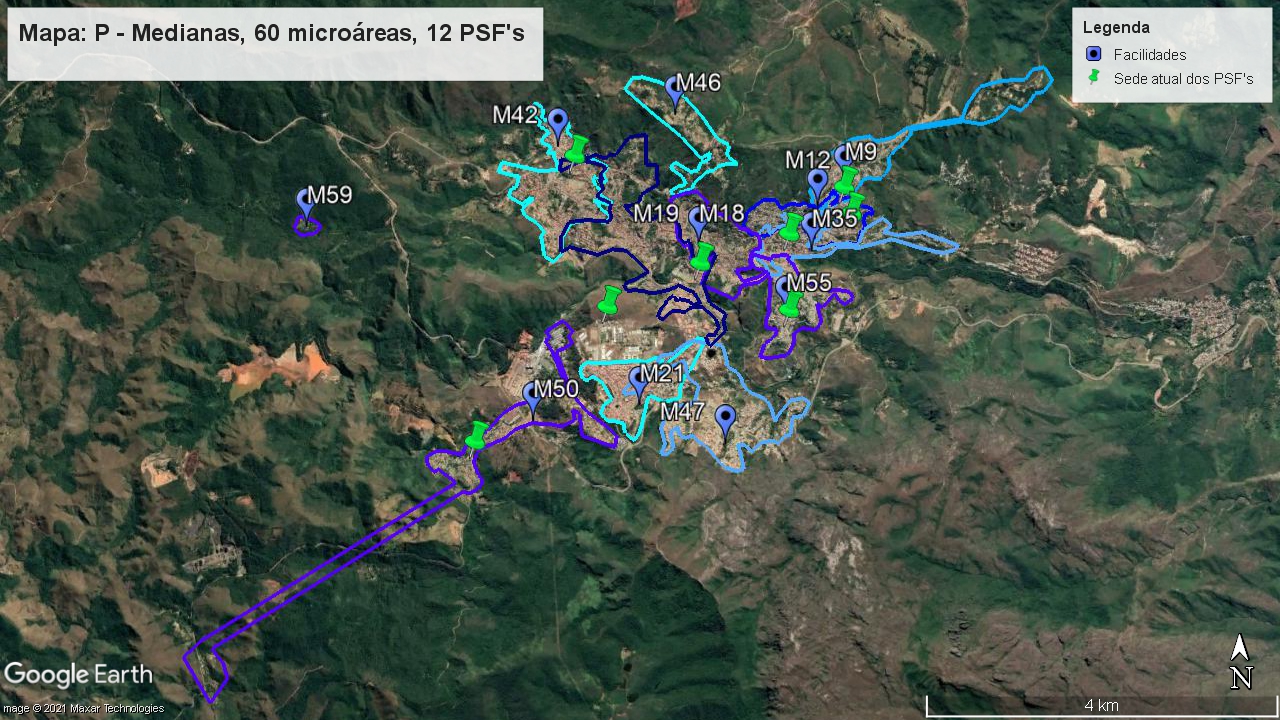 Mapa: P - Medianas, 60 microáreas, 12 PSF's
Legenda
Facilidades
Sede atual dos PSF's
M46
M42
M12
M9
M59
M19
M18
M35
M55
M21
M50
M47
Google Earth
mage © 2021 Maxar Technologies
N
4 km